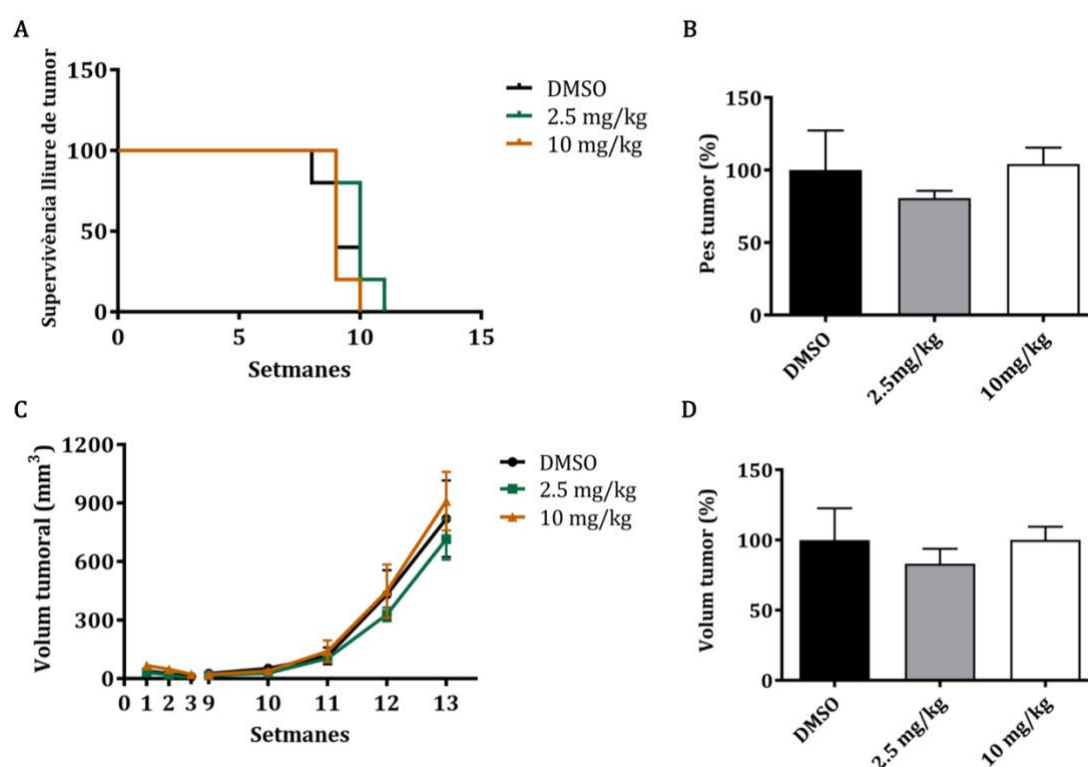 A
Supervivència lliure de tumor
150
100
50
0
0 5 10 15
Setmanes
DMSO
2.5 mg/kg
10 mg/kg
B
Pes tumor (%)
150
100
50
0
DMSO
2.5mg/kg
10mg/kg
C
Volum tumoral (mm³)
1200
900
600
300
0
0 1 2 3 9 10 11 12 13
Setmanes
DMSO
2.5 mg/kg
10 mg/kg
D
Volum tumor (%)
150
100
50
0
DMSO
2.5 mg/kg
10 mg/kg